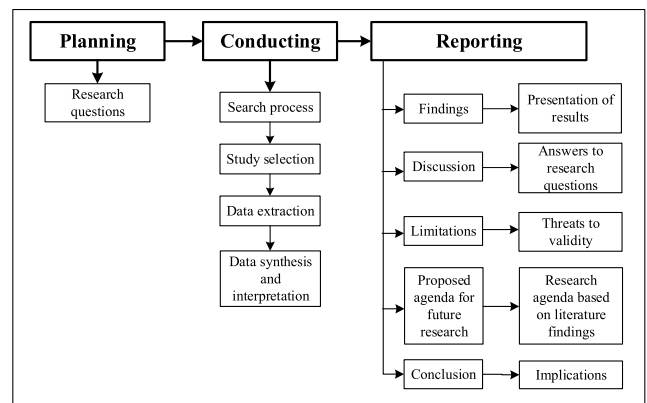 Planning
Conducting
Reporting
Research
questions
Search process
Study selection
Data extraction
Data synthesis
and
interpretation
Findings
Presentation of
results
Discussion
Answers to
research
questions
Limitations
Threats to
validity
Proposed
agenda for
future
research
Research
agenda based
on literature
findings
Conclusion
Implications